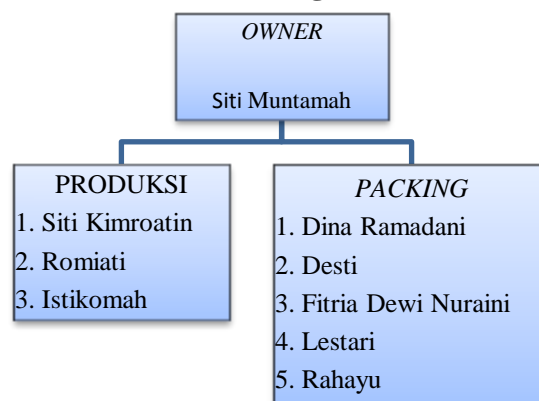 OWNER
Siti Muntamah
PRODUKSI
1. Siti Kimroatin
2. Romiati
3. Istikomah
PACKING
1. Dina Ramadani
2. Desti
3. Fitria Dewi Nuraini
4. Lestari
5. Rahayu